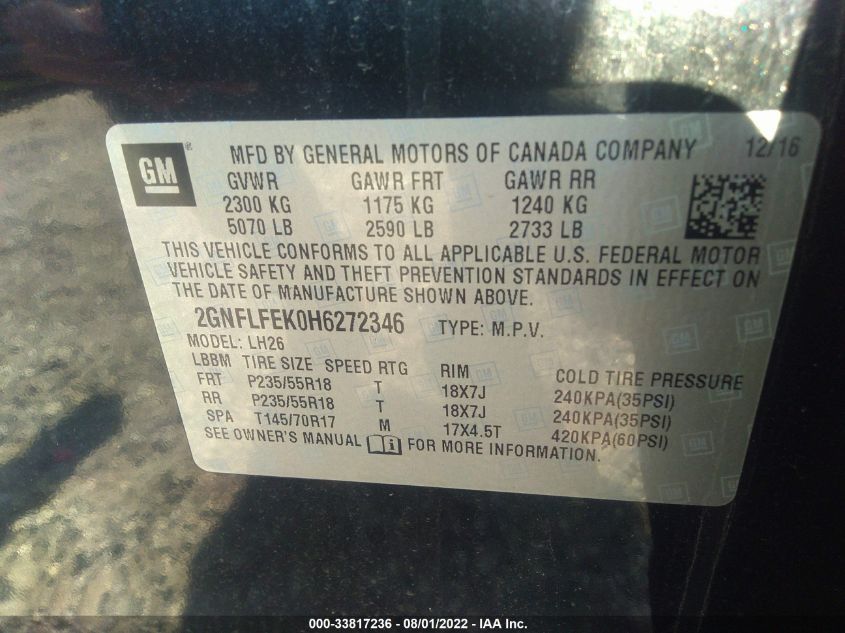 GM ® MFD BY GENERAL MOTORS OF CANADA COMPANY 12/16
GVWR GAWR FRT GAWR RR
2300 KG 1175 KG 1240 KG
5070 LB 2590 LB 2733 LB
THIS VEHICLE CONFORMS TO ALL APPLICABLE U.S. FEDERAL MOTOR
VEHICLE SAFETY AND THEFT PREVENTION STANDARDS IN EFFECT ON
THE DATE OF MANUFACTURE SHOWN ABOVE.
2GNFLFEK0H6272346 TYPE: M.P.V.
MODEL: LH26
LBBM TIRE SIZE SPEED RTG RIM COLD TIRE PRESSURE
FRT P235/55R18 T 18X7J 240KPA(35PSI)
RR P235/55R18 T 18X7J 240KPA(35PSI)
SPA T145/70R17 M 17X4.5T 420KPA(60PSI)
SEE OWNER'S MANUAL FOR MORE INFORMATION.
000-33817236 - 08/01/2022 - IAA Inc.